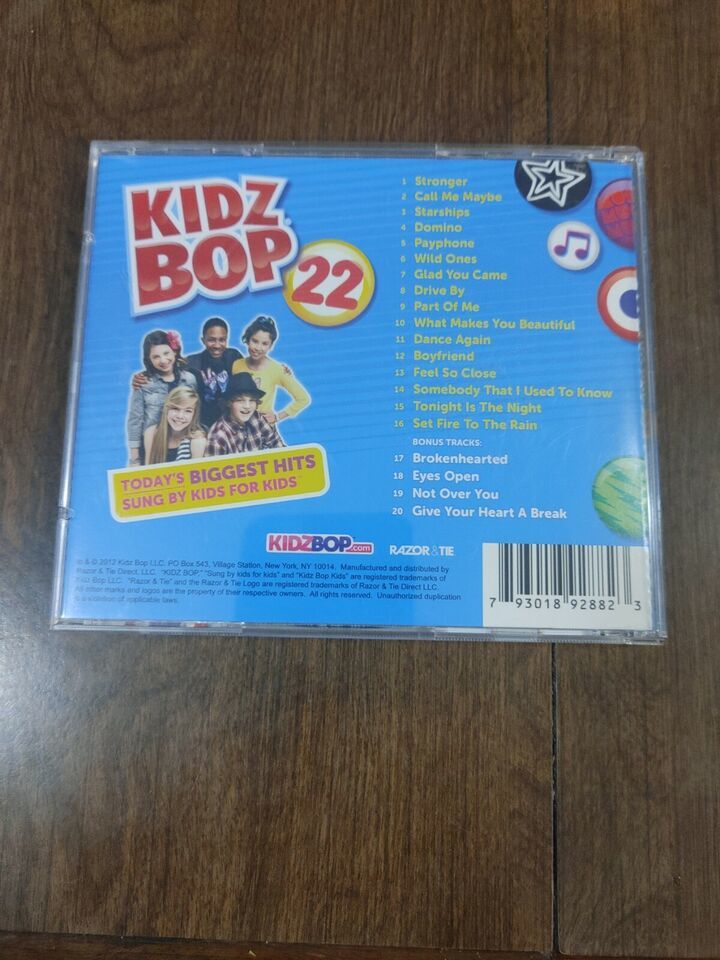 KIDZ
BOP
22
TODAY'S BIGGEST HITS
SUNG BY KIDS FOR KIDS™
1 Stronger
2 Call Me Maybe
3 Starships
4 Domino
5 Payphone
6 Wild Ones
7 Glad You Came
8 Drive By
9 Part Of Me
10 What Makes You Beautiful
11 Dance Again
12 Boyfriend
13 Feel So Close
14 Somebody That I Used To Know
15 Tonight Is The Night
16 Set Fire To The Rain
BONUS TRACKS:
17 Brokenhearted
18 Eyes Open
19 Not Over You
20 Give Your Heart A Break
KIDZBOP.com
RAZOR & TIE
& © 2012 Kidz Bop LLC. PO Box 543, Village Station, New York, NY 10014. Manufactured and distributed by
Razor & Tie Direct, LLC. "KIDZ BOP," "Sung by kids for kids" and "Kidz Bop Kids" are registered trademarks of
Kidz Bop LLC. "Razor & Tie" and the Razor & Tie Logo are registered trademarks of Razor & Tie Direct LLC.
All other marks and logos are the property of their respective owners. All rights reserved. Unauthorized duplication
is a violation of applicable laws.
7 93018 92882 3